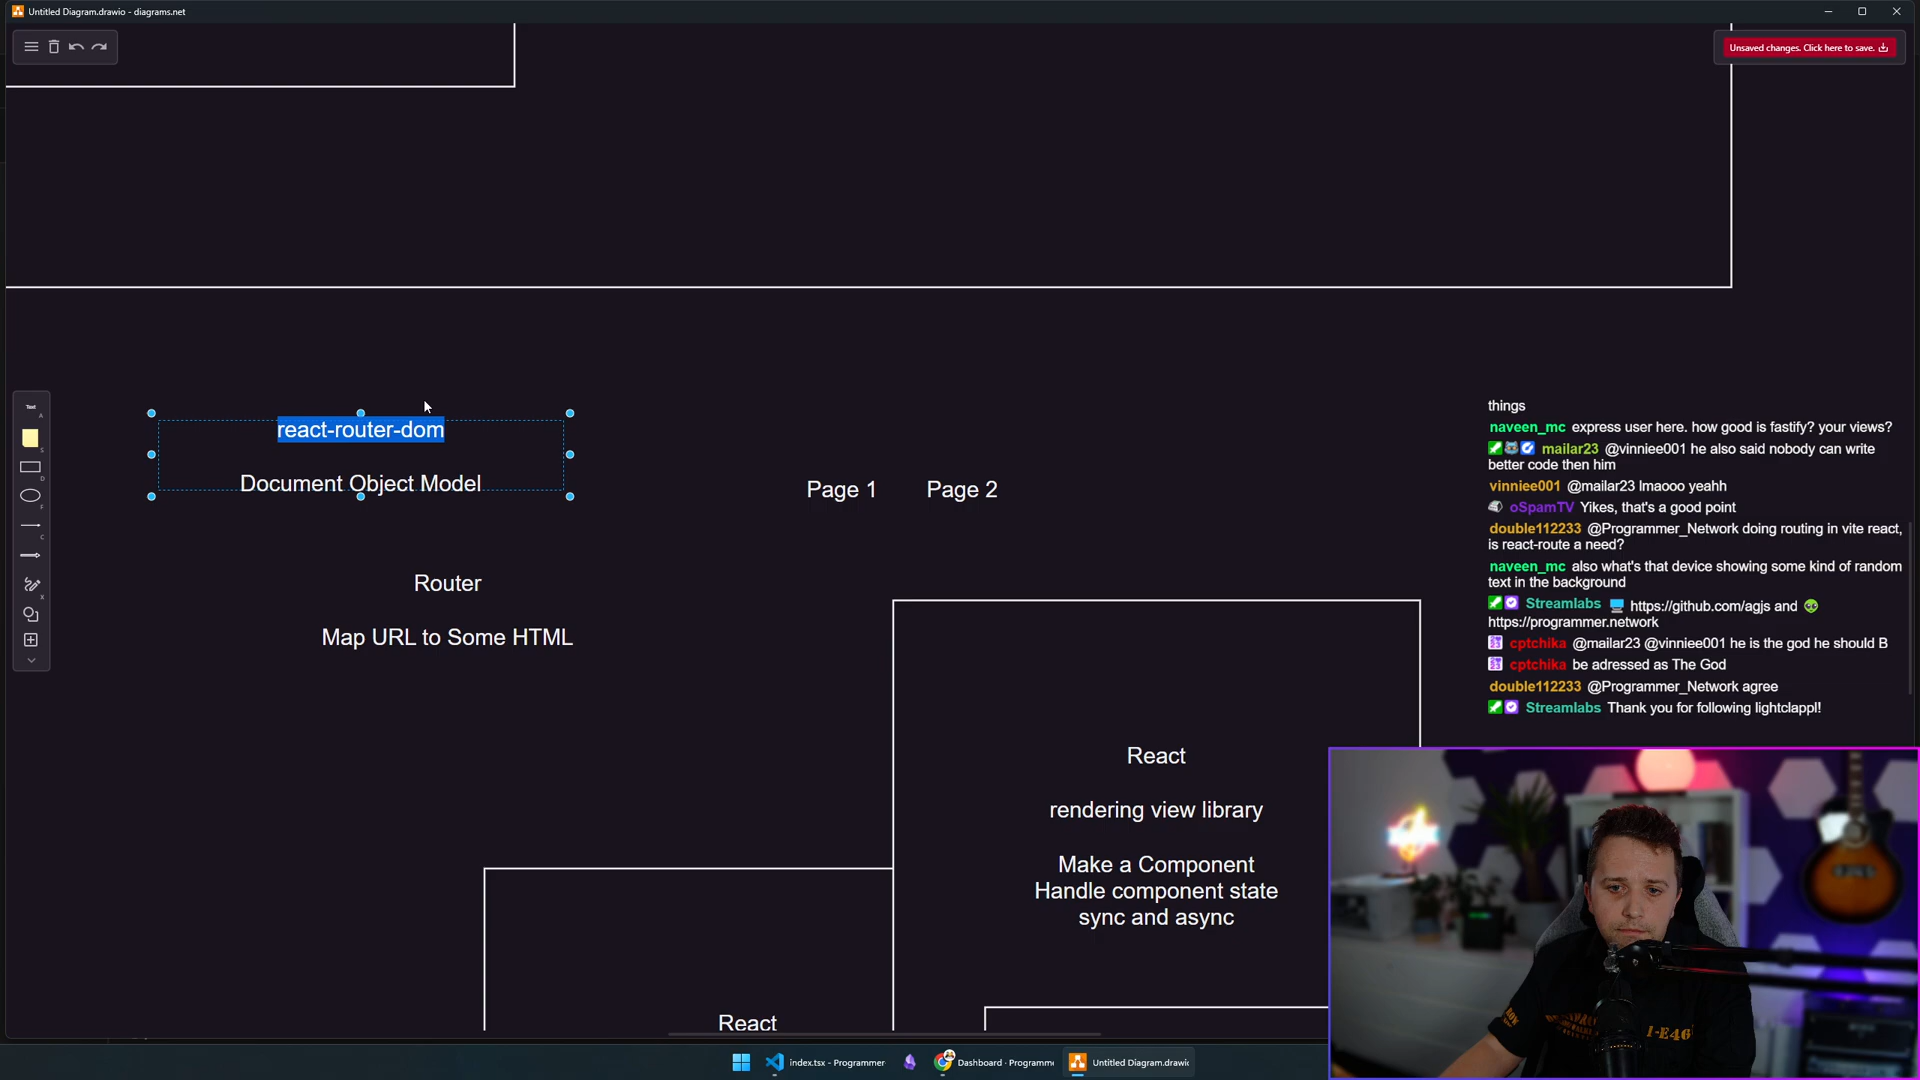 Untitled Diagram.drawio - diagrams.net
Unsaved changes. Click here to save.
Text
react-router-dom
Document Object Model
Page 1
Page 2
Router
Map URL to Some HTML
React
rendering view library
Make a Component
Handle component state
sync and async
React
things
naveen_mc express user here. how good is fastify? your views?
mailar23 @vinniee001 he also said nobody can write
better code then him
vinniee001 @mailar23 lmaooo yeahh
oSpamTV Yikes, that's a good point
double112233 @Programmer_Network doing routing in vite react,
is react-route a need?
naveen_mc also what's that device showing some kind of random
text in the background
Streamlabs https://github.com/agjs and
https://programmer.network
cptchika @mailar23 @vinniee001 he is the god he should B
cptchika be adressed as The God
double112233 @Programmer_Network agree
Streamlabs Thank you for following lightclappl!
index.tsx - Programmer
Dashboard · Programm
Untitled Diagram.drawi